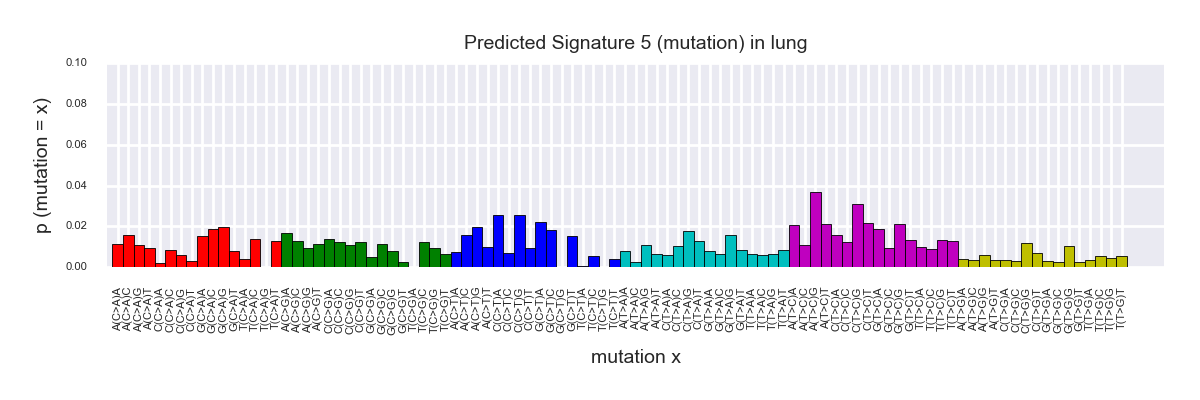 Predicted Signature 5 (mutation) in lung
p (mutation = x)
0.10
0.08
0.06
0.04
0.02
0.00
A(C>A)A
A(C>A)C
A(C>A)G
A(C>A)T
C(C>A)A
C(C>A)C
C(C>A)G
C(C>A)T
G(C>A)A
G(C>A)C
G(C>A)G
G(C>A)T
T(C>A)A
T(C>A)C
T(C>A)G
T(C>A)T
A(C>G)A
A(C>G)C
A(C>G)G
A(C>G)T
C(C>G)A
C(C>G)C
C(C>G)G
C(C>G)T
G(C>G)A
G(C>G)C
G(C>G)G
G(C>G)T
T(C>G)A
T(C>G)C
T(C>G)G
T(C>G)T
A(C>T)A
A(C>T)C
A(C>T)G
A(C>T)T
C(C>T)A
C(C>T)C
C(C>T)G
C(C>T)T
G(C>T)A
G(C>T)C
G(C>T)G
G(C>T)T
T(C>T)A
T(C>T)C
T(C>T)G
T(C>T)T
A(T>A)A
A(T>A)C
A(T>A)G
A(T>A)T
C(T>A)A
C(T>A)C
C(T>A)G
C(T>A)T
G(T>A)A
G(T>A)C
G(T>A)G
G(T>A)T
T(T>A)A
T(T>A)C
T(T>A)G
T(T>A)T
A(T>C)A
A(T>C)C
A(T>C)G
A(T>C)T
C(T>C)A
C(T>C)C
C(T>C)G
C(T>C)T
G(T>C)A
G(T>C)C
G(T>C)G
G(T>C)T
T(T>C)A
T(T>C)C
T(T>C)G
T(T>C)T
A(T>G)A
A(T>G)C
A(T>G)G
A(T>G)T
C(T>G)A
C(T>G)C
C(T>G)G
C(T>G)T
G(T>G)A
G(T>G)C
G(T>G)G
G(T>G)T
T(T>G)A
T(T>G)C
T(T>G)G
T(T>G)T
mutation x